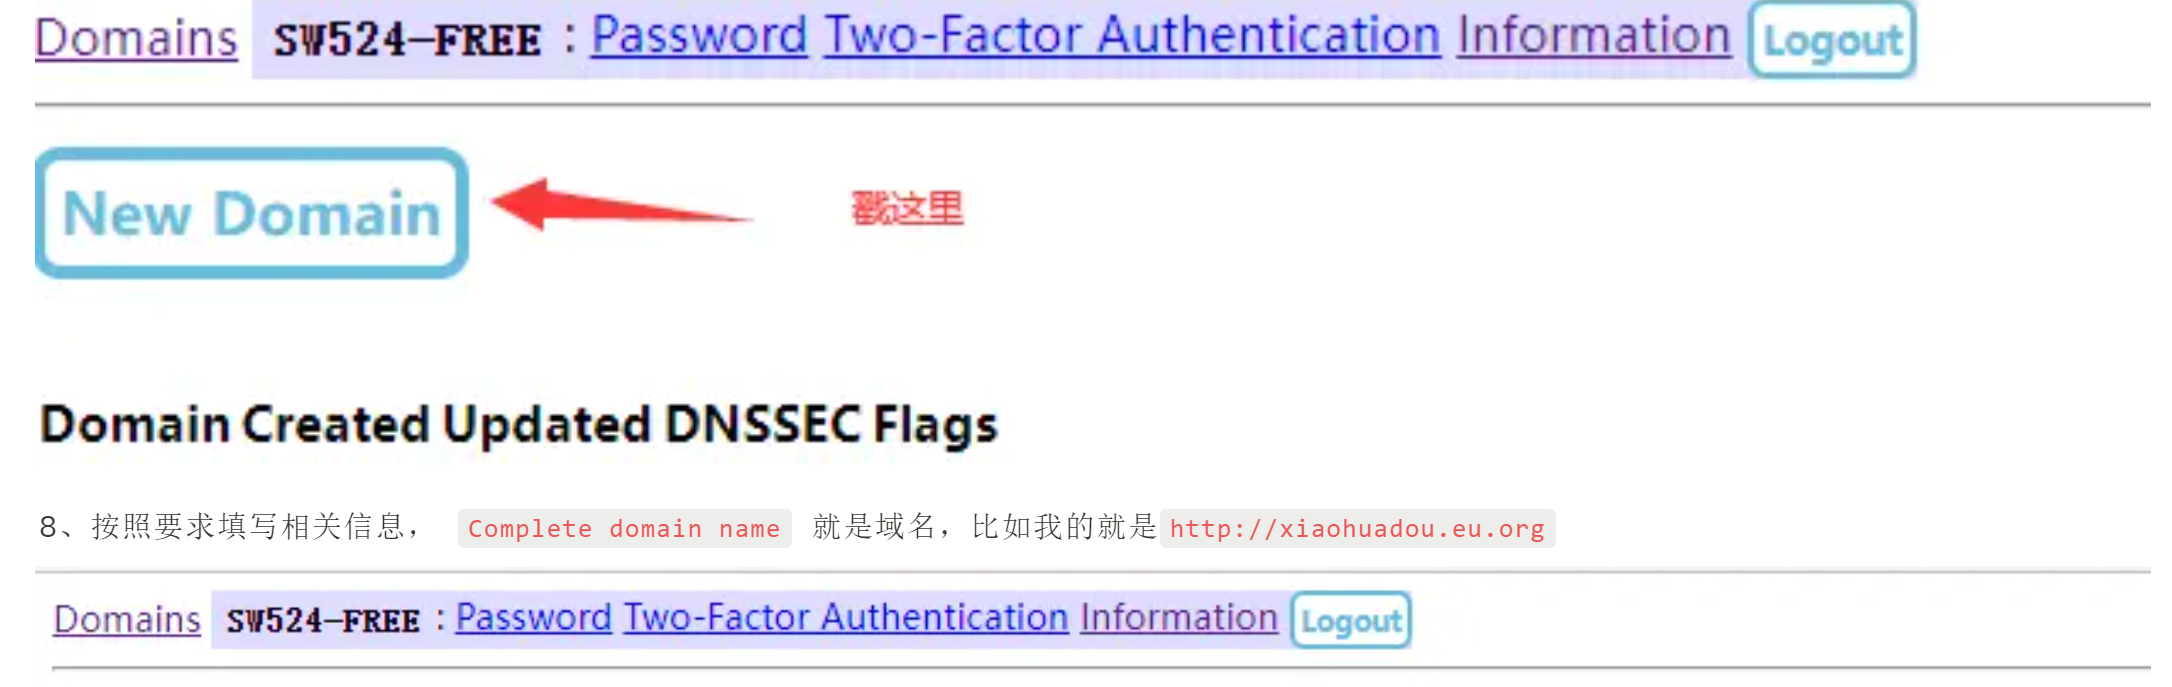 Domains SW524-FREE : Password Two-Factor Authentication Information Logout
New Domain 戳这里
Domain Created Updated DNSSEC Flags
8、按照要求填写相关信息， Complete domain name 就是域名，比如我的就是 http://xiaohuadou.eu.org
Domains SW524-FREE : Password Two-Factor Authentication Information Logout